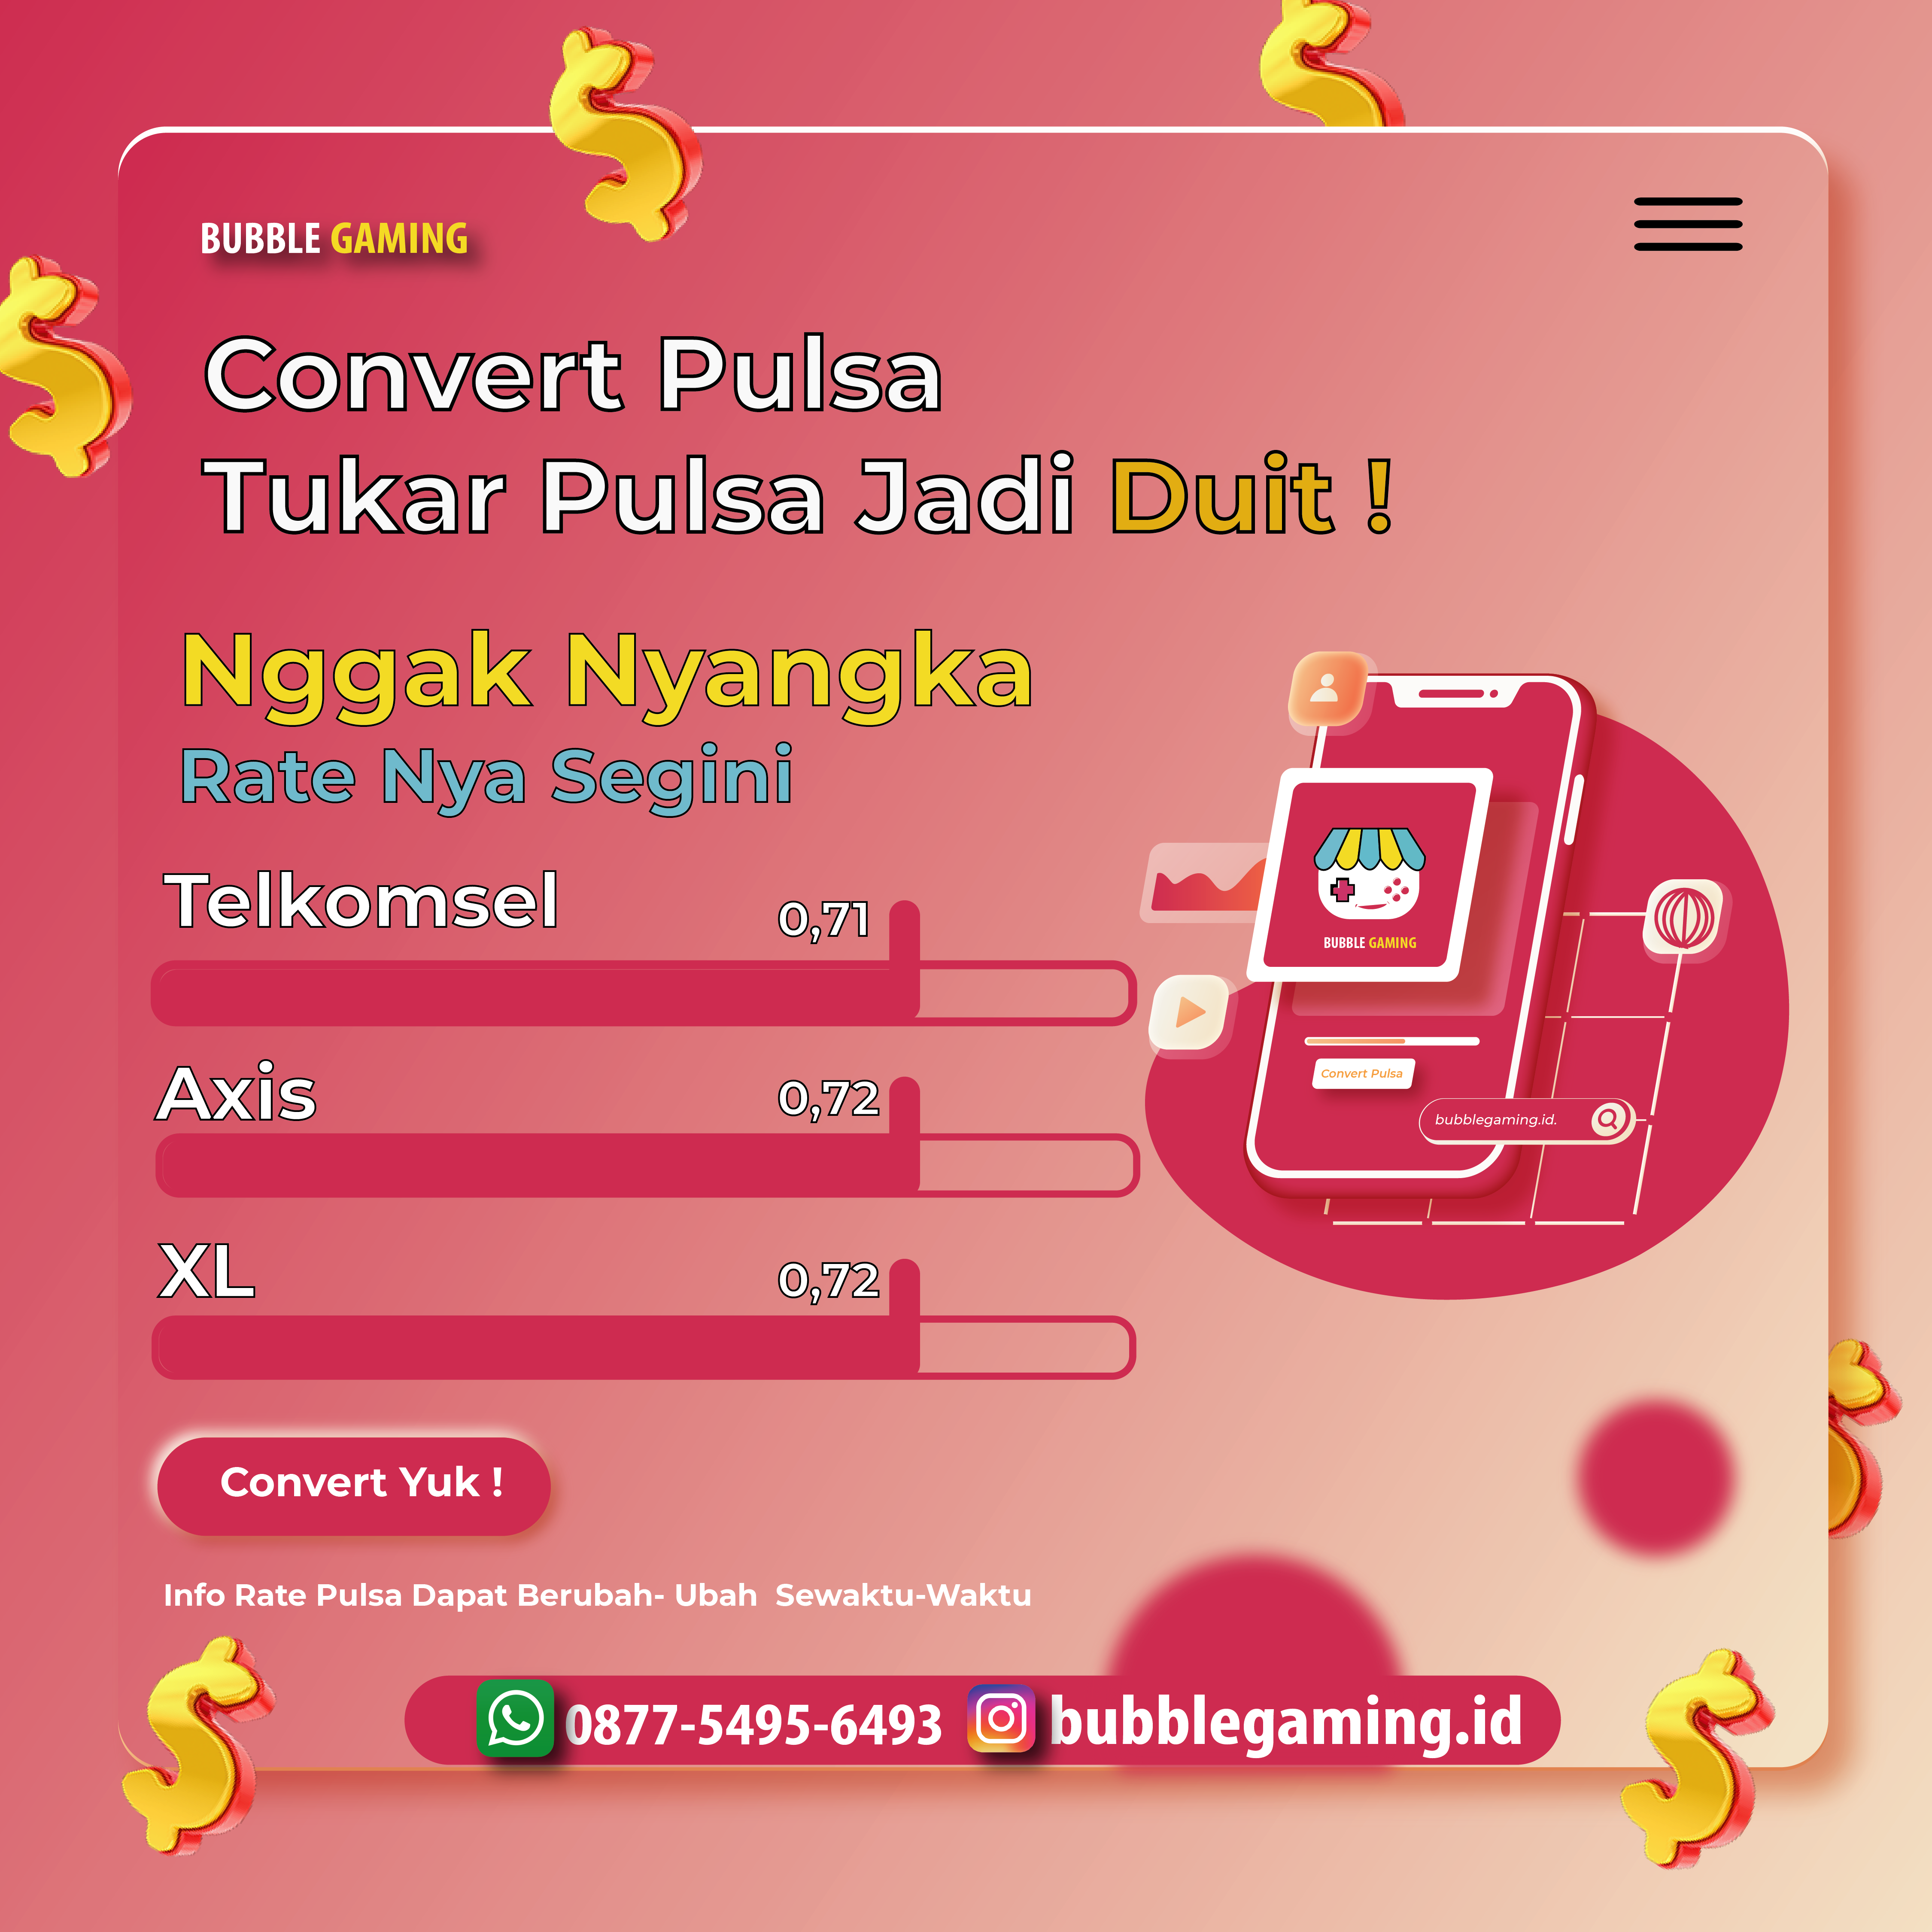 BUBBLE GAMING
Convert Pulsa
Tukar Pulsa Jadi Duit !
Nggak Nyangka
Rate Nya Segini
Telkomsel
0,71
Axis
0,72
XL
0,72
BUBBLE GAMING
Convert Pulsa
bubblegaming.id.
Convert Yuk !
Info Rate Pulsa Dapat Berubah- Ubah  Sewaktu-Waktu
0877-5495-6493 bubblegaming.id